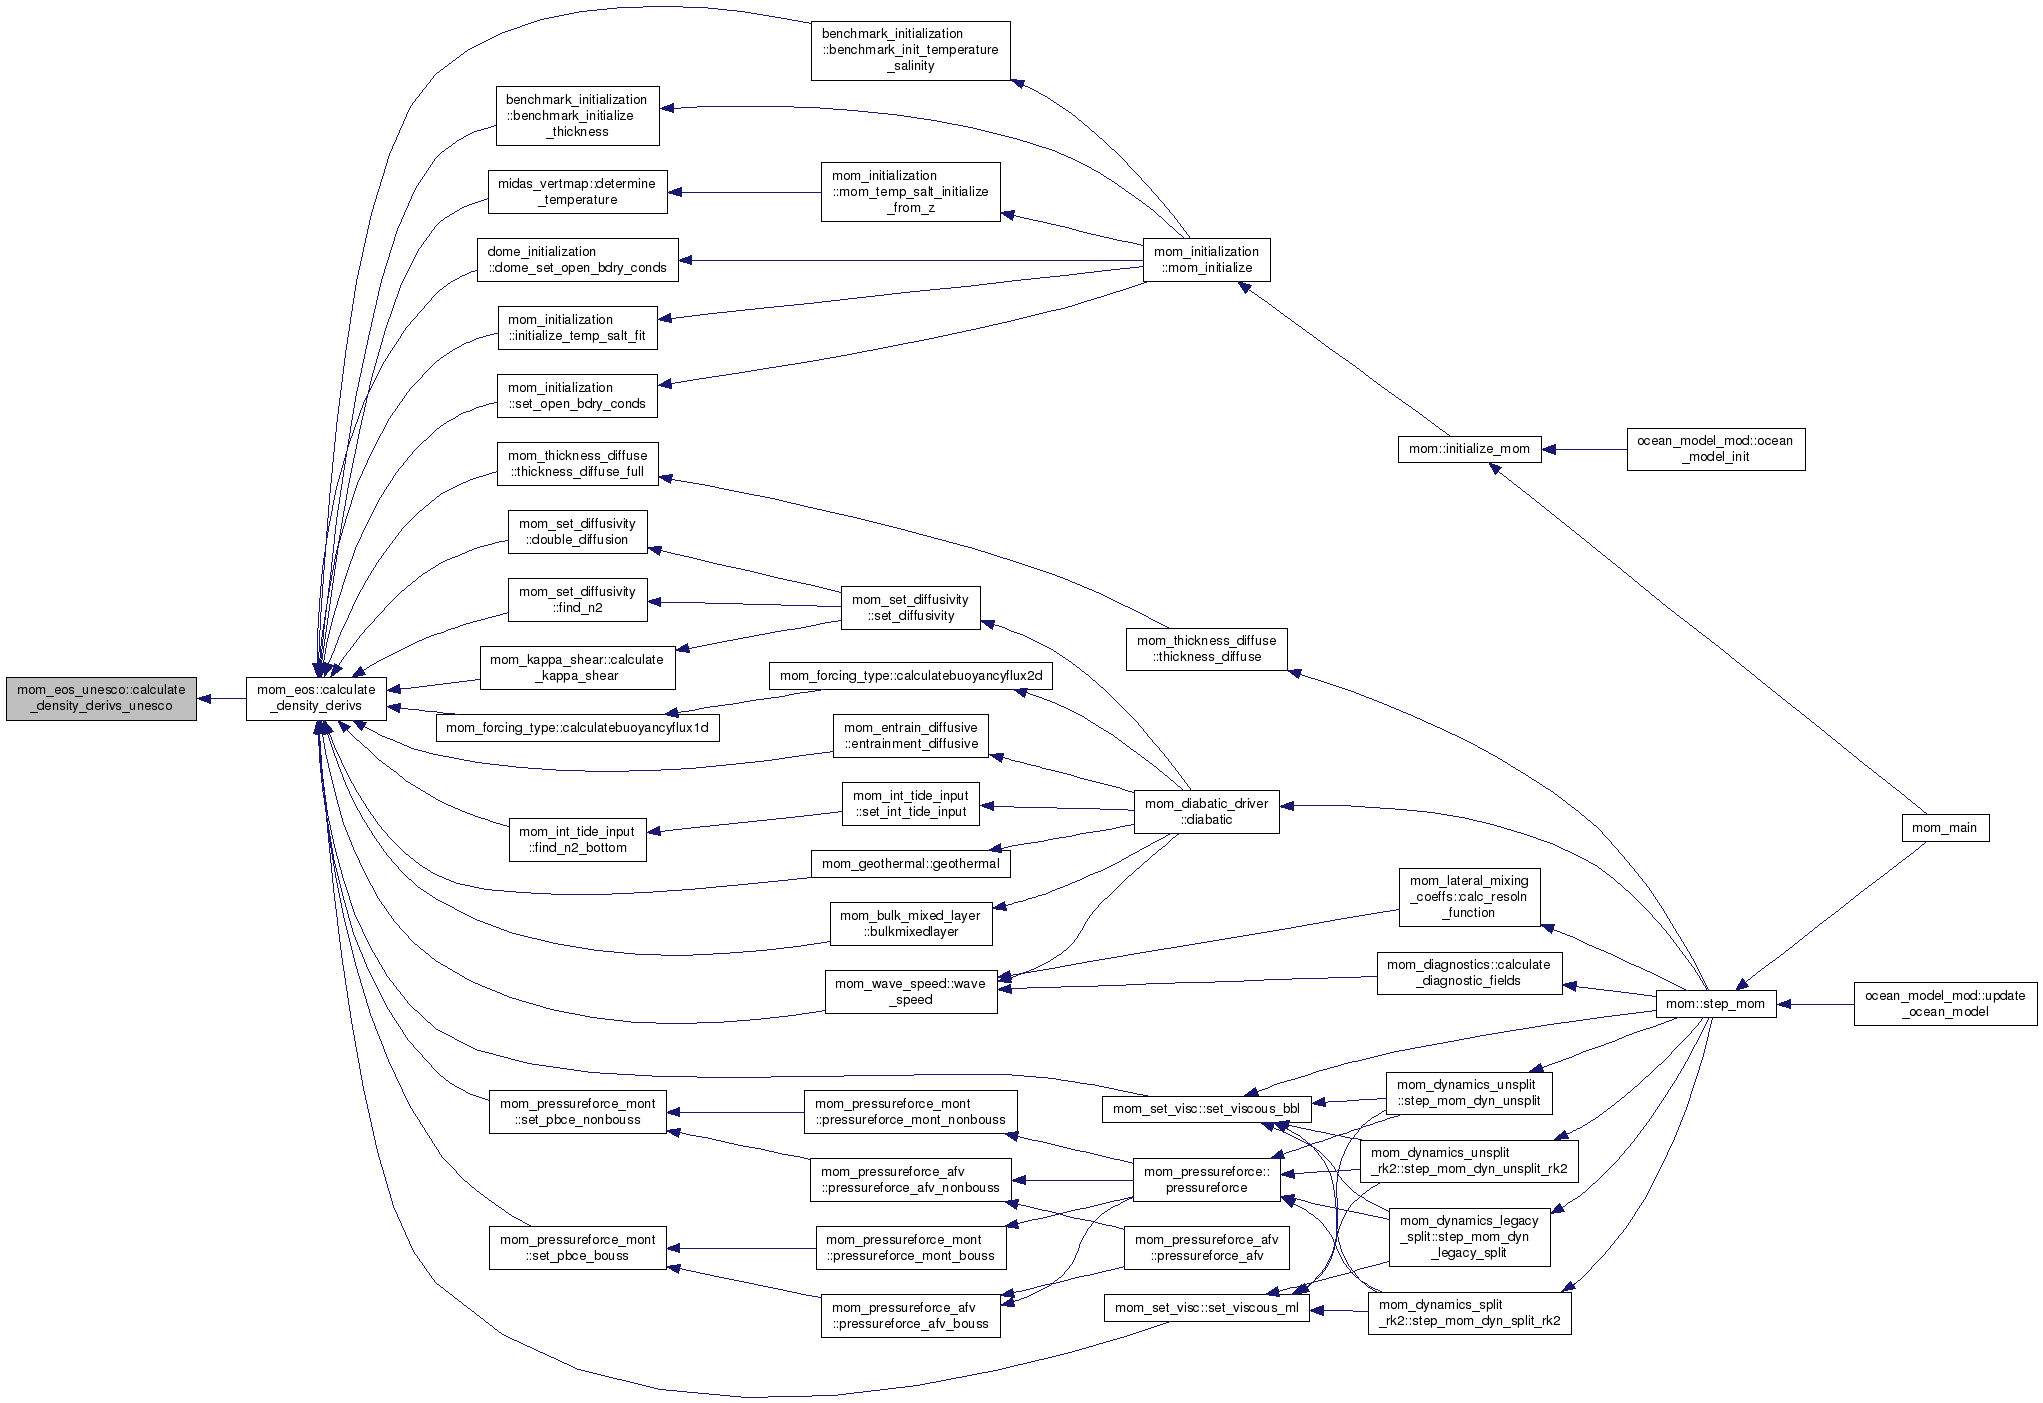 benchmark_initialization
::benchmark_init_temperature
_salinity
benchmark_initialization
::benchmark_initialize
_thickness
midas_vertmap::determine
_temperature
mom_initialization
::mom_temp_salt_initialize
_from_z
dome_initialization
::dome_set_open_bdry_conds
mom_initialization
::mom_initialize
mom_initialization
::initialize_temp_salt_fit
mom_initialization
::set_open_bdry_conds
mom_thickness_diffuse
::thickness_diffuse_full
mom::initialize_mom
ocean_model_mod::ocean
_model_init
mom_set_diffusivity
::double_diffusion
mom_set_diffusivity
::find_n2
mom_set_diffusivity
::set_diffusivity
mom_thickness_diffuse
::thickness_diffuse
mom_kappa_shear::calculate
_kappa_shear
mom_eos_unesco::calculate
_density_derivs_unesco
mom_eos::calculate
_density_derivs
mom_forcing_type::calculatebuoyancyflux2d
mom_forcing_type::calculatebuoyancyflux1d
mom_entrain_diffusive
::entrainment_diffusive
mom_int_tide_input
::set_int_tide_input
mom_diabatic_driver
::diabatic
mom_main
mom_int_tide_input
::find_n2_bottom
mom_geothermal::geothermal
mom_lateral_mixing
_coeffs::calc_resoln
_function
mom_bulk_mixed_layer
::bulkmixedlayer
mom_wave_speed::wave
_speed
mom_diagnostics::calculate
_diagnostic_fields
mom::step_mom
ocean_model_mod::update
_ocean_model
mom_pressureforce_mont
::set_pbce_nonbouss
mom_pressureforce_mont
::pressureforce_mont_nonbouss
mom_set_visc::set_viscous_bbl
mom_dynamics_unsplit
::step_mom_dyn_unsplit
mom_pressureforce_afv
::pressureforce_afv_nonbouss
mom_pressureforce::
pressureforce
mom_dynamics_unsplit
_rk2::step_mom_dyn_unsplit_rk2
mom_pressureforce_mont
::set_pbce_bouss
mom_pressureforce_mont
::pressureforce_mont_bouss
mom_pressureforce_afv
::pressureforce_afv
mom_dynamics_legacy
_split::step_mom_dyn
_legacy_split
mom_pressureforce_afv
::pressureforce_afv_bouss
mom_set_visc::set_viscous_ml
mom_dynamics_split
_rk2::step_mom_dyn_split_rk2